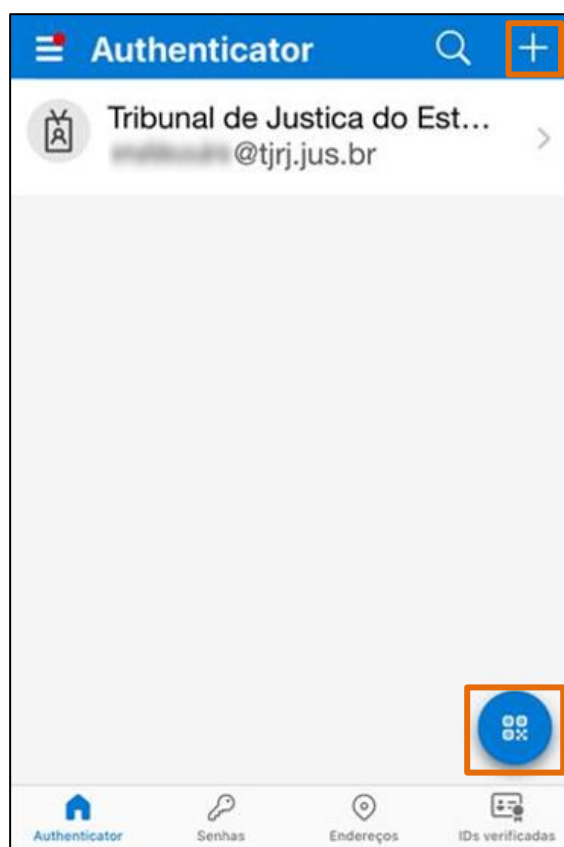 Authenticator
Tribunal de Justica do Est...
@tjrj.jus.br
Authenticator Senhas Endereços IDs verificadas